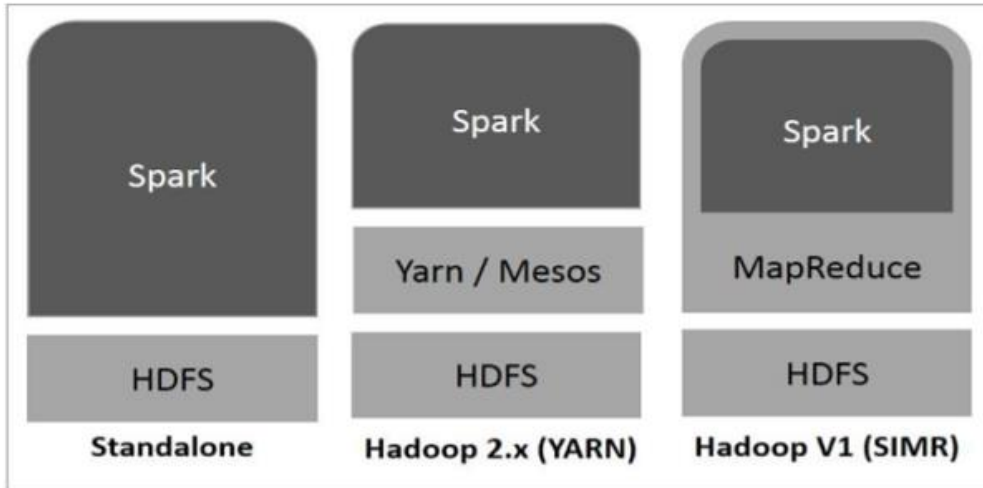 Spark
HDFS
Standalone
Spark
Yarn / Mesos
HDFS
Hadoop 2.x (YARN)
Spark
MapReduce
HDFS
Hadoop V1 (SIMR)